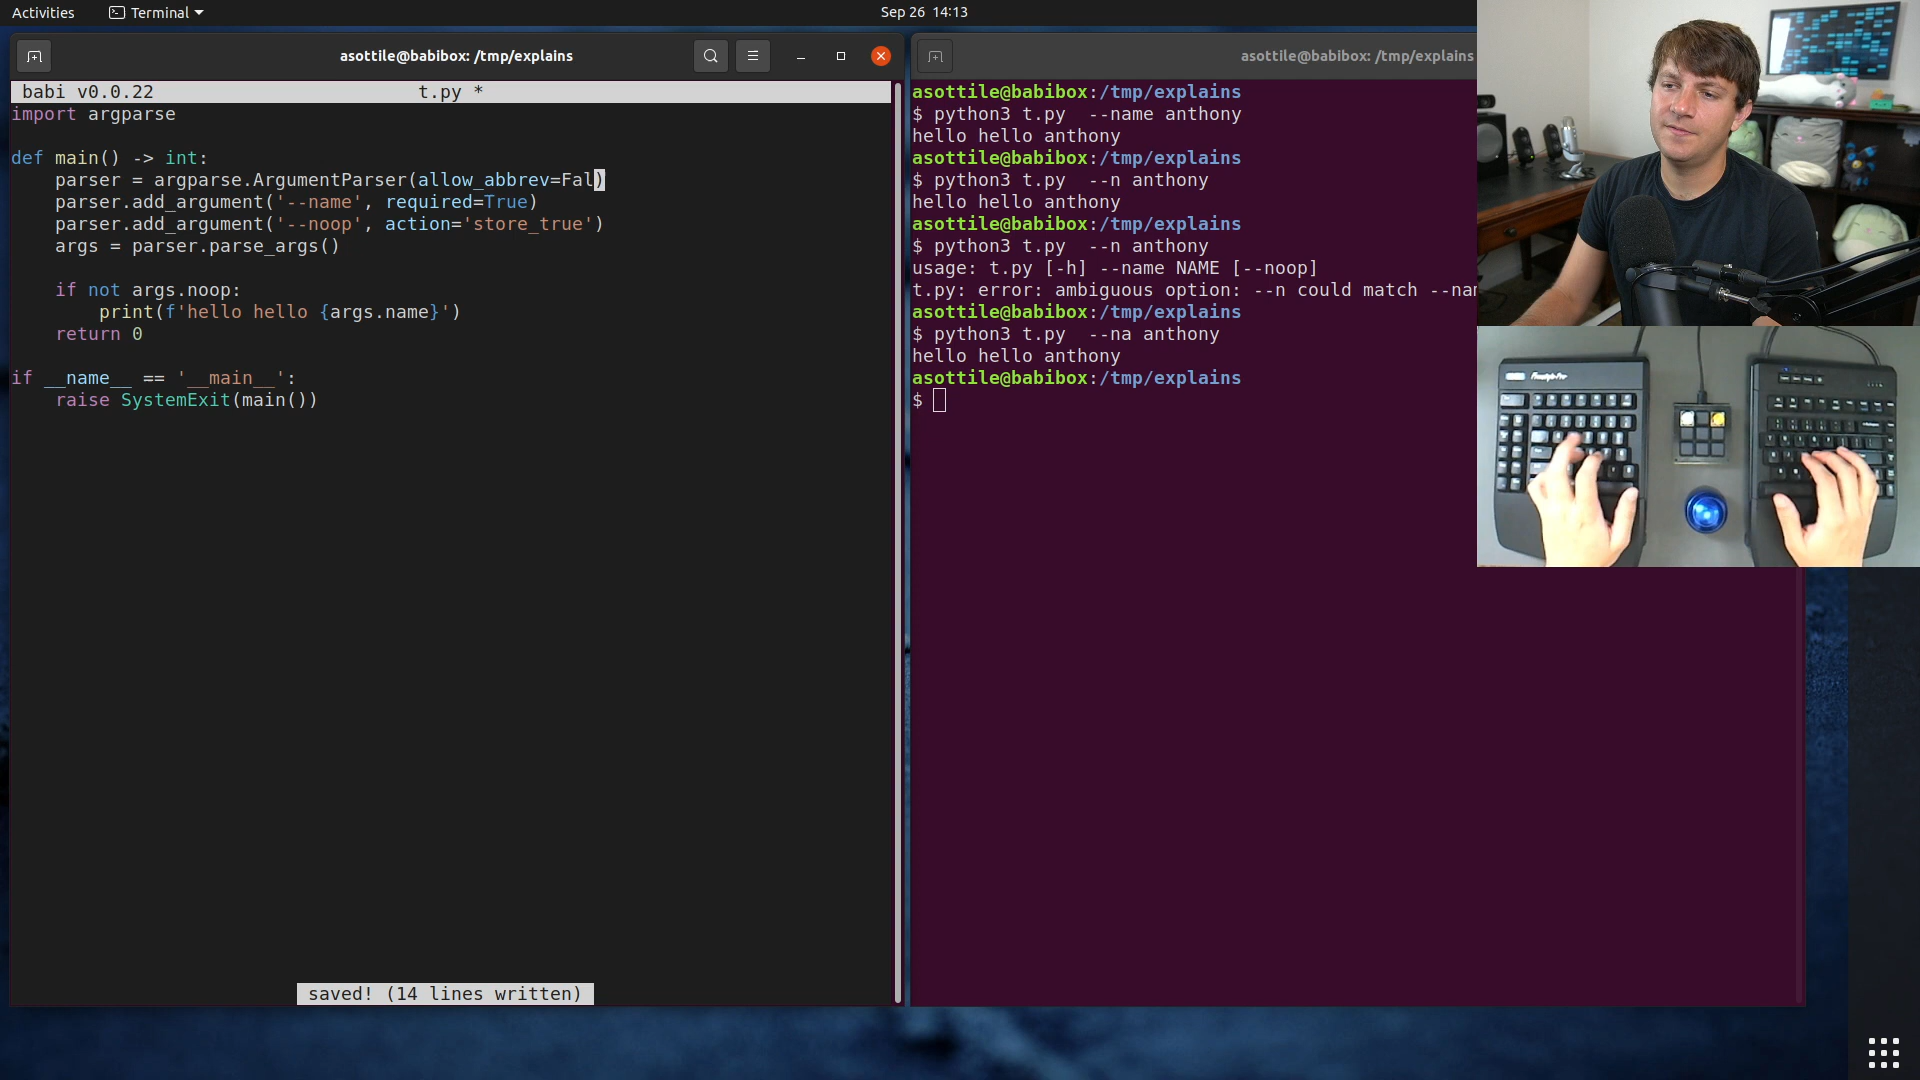 Activities
Terminal
Sep 26 14:13
asottile@babibox: /tmp/explains
babi v0.0.22 t.py *
import argparse
def main() -> int:
    parser = argparse.ArgumentParser(allow_abbrev=Fal)
    parser.add_argument('--name', required=True)
    parser.add_argument('--noop', action='store_true')
    args = parser.parse_args()
    if not args.noop:
        print(f'hello hello {args.name}')
    return 0
if __name__ == '__main__':
    raise SystemExit(main())
saved! (14 lines written)
asottile@babibox: /tmp/explains
asottile@babibox:/tmp/explains
$ python3 t.py  --name anthony
hello hello anthony
asottile@babibox:/tmp/explains
$ python3 t.py  --n anthony
hello hello anthony
asottile@babibox:/tmp/explains
$ python3 t.py  --n anthony
usage: t.py [-h] --name NAME [--noop]
t.py: error: ambiguous option: --n could match --nam
asottile@babibox:/tmp/explains
$ python3 t.py  --na anthony
hello hello anthony
asottile@babibox:/tmp/explains
$